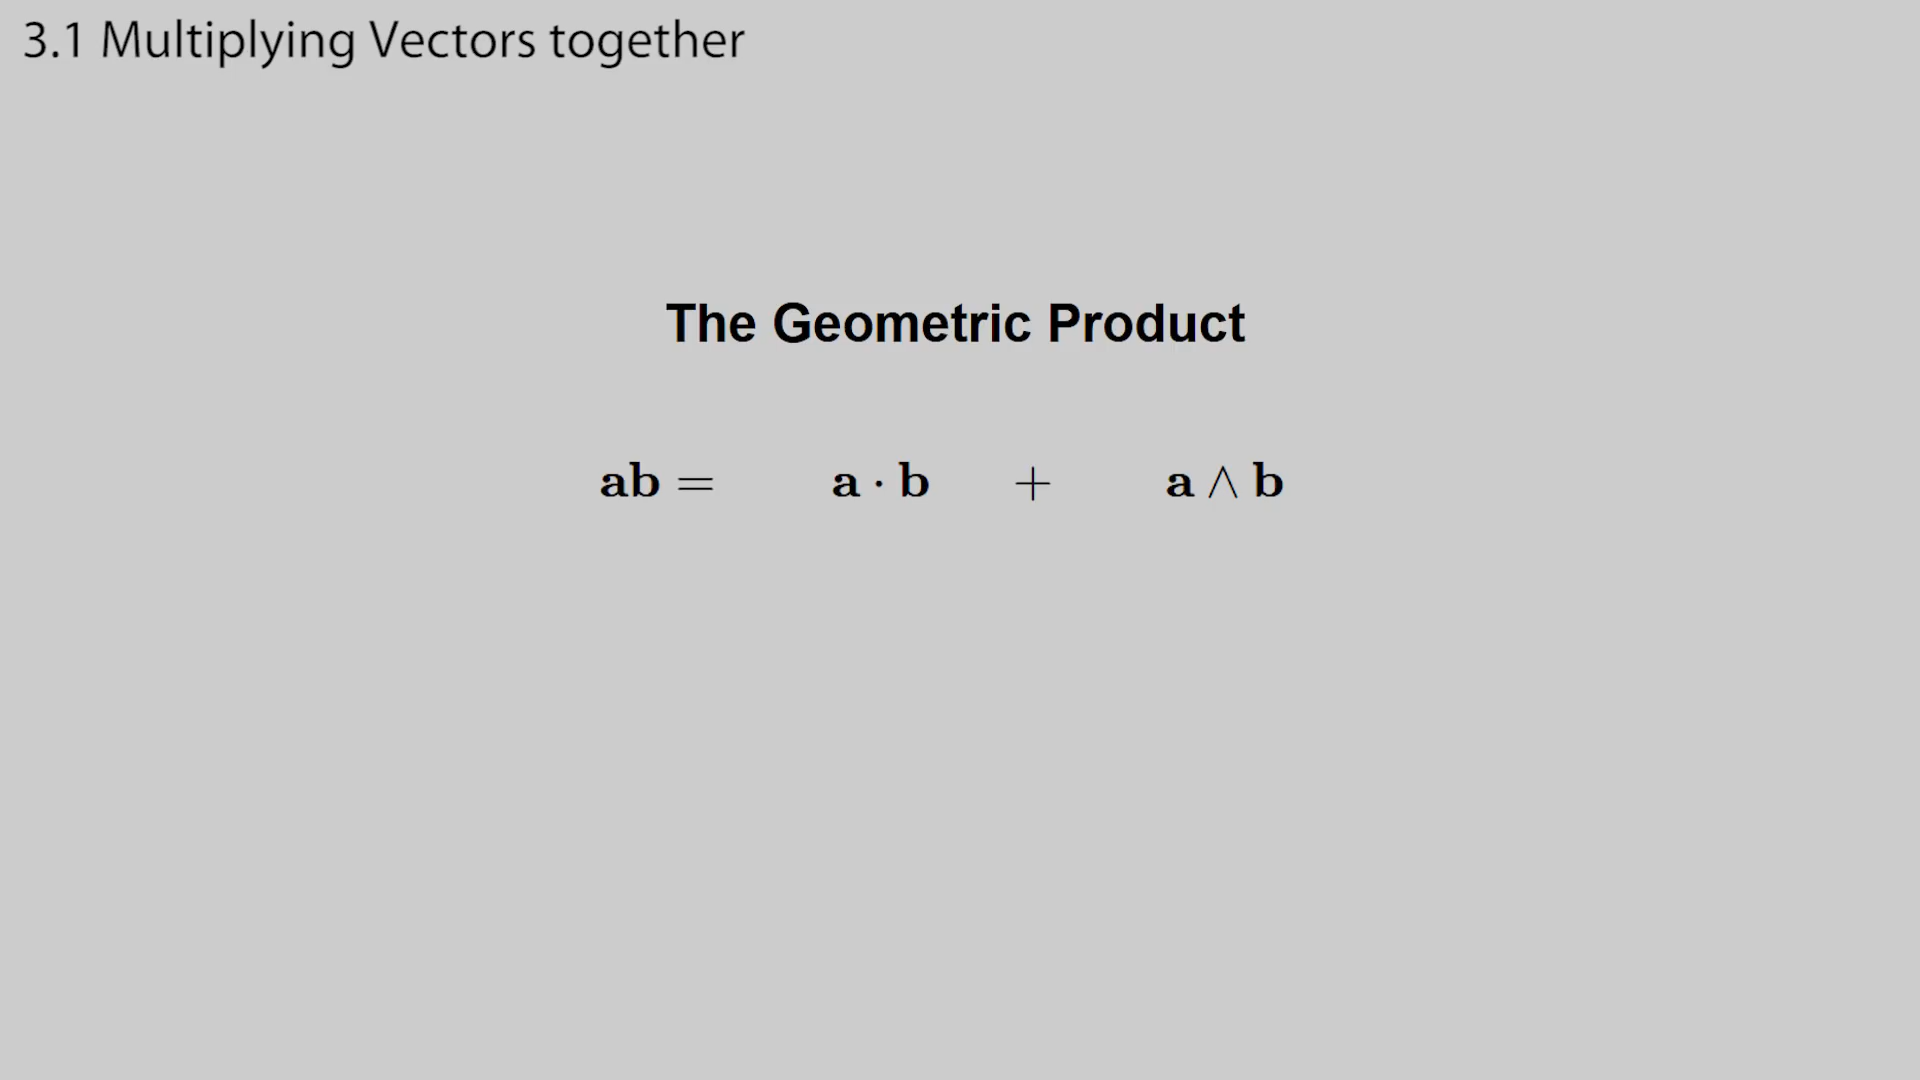 3.1 Multiplying Vectors together
The Geometric Product
ab = a · b + a ∧ b